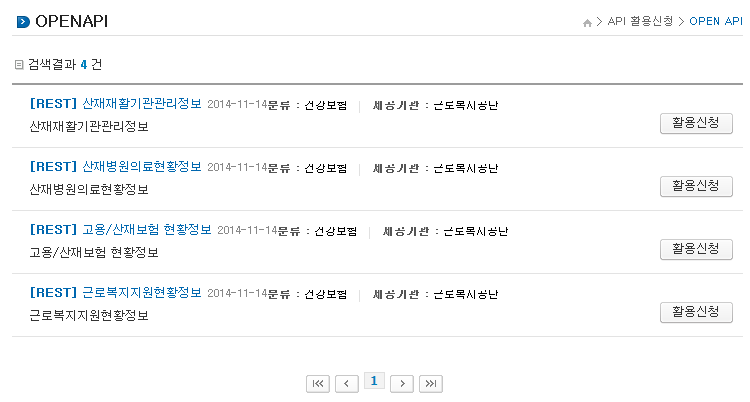 OPENAPI
> API 활용신청 > OPEN API
검색결과 4 건
[REST] 산재재활기관관리정보 2014-11-14 분류 : 건강보험 | 제공기관 : 근로복지공단
산재재활기관관리정보
활용신청
[REST] 산재병원의료현황정보 2014-11-14 분류 : 건강보험 | 제공기관 : 근로복지공단
산재병원의료현황정보
활용신청
[REST] 고용/산재보험 현황정보 2014-11-14 분류 : 건강보험 | 제공기관 : 근로복지공단
고용/산재보험 현황정보
활용신청
[REST] 근로복지지원현황정보 2014-11-14 분류 : 건강보험 | 제공기관 : 근로복지공단
근로복지지원현황정보
활용신청
1